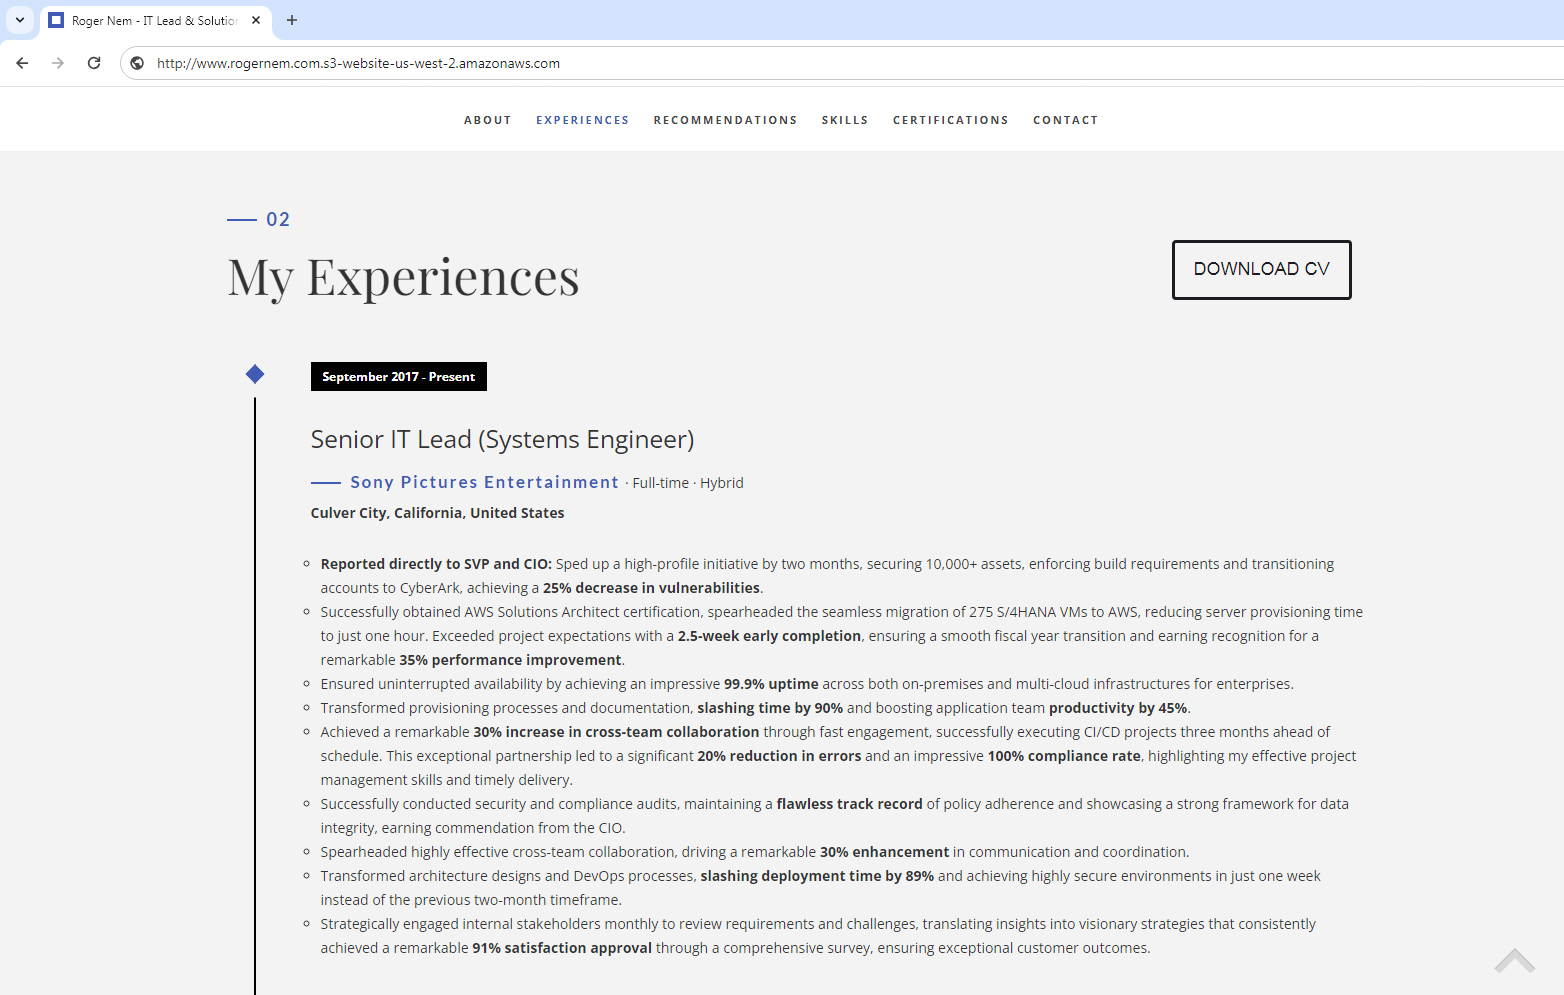 Roger Nem - IT Lead & Solution
http://www.rogernem.com.s3-website-us-west-2.amazonaws.com
ABOUT EXPERIENCES RECOMMENDATIONS SKILLS CERTIFICATIONS CONTACT
02
My Experiences
DOWNLOAD CV
September 2017 - Present
Senior IT Lead (Systems Engineer)
Sony Pictures Entertainment · Full-time · Hybrid
Culver City, California, United States
Reported directly to SVP and CIO: Sped up a high-profile initiative by two months, securing 10,000+ assets, enforcing build requirements and transitioning
accounts to CyberArk, achieving a 25% decrease in vulnerabilities.
Successfully obtained AWS Solutions Architect certification, spearheaded the seamless migration of 275 S/4HANA VMs to AWS, reducing server provisioning time
to just one hour. Exceeded project expectations with a 2.5-week early completion, ensuring a smooth fiscal year transition and earning recognition for a
remarkable 35% performance improvement.
Ensured uninterrupted availability by achieving an impressive 99.9% uptime across both on-premises and multi-cloud infrastructures for enterprises.
Transformed provisioning processes and documentation, slashing time by 90% and boosting application team productivity by 45%.
Achieved a remarkable 30% increase in cross-team collaboration through fast engagement, successfully executing CI/CD projects three months ahead of
schedule. This exceptional partnership led to a significant 20% reduction in errors and an impressive 100% compliance rate, highlighting my effective project
management skills and timely delivery.
Successfully conducted security and compliance audits, maintaining a flawless track record of policy adherence and showcasing a strong framework for data
integrity, earning commendation from the CIO.
Spearheaded highly effective cross-team collaboration, driving a remarkable 30% enhancement in communication and coordination.
Transformed architecture designs and DevOps processes, slashing deployment time by 89% and achieving highly secure environments in just one week
instead of the previous two-month timeframe.
Strategically engaged internal stakeholders monthly to review requirements and challenges, translating insights into visionary strategies that consistently
achieved a remarkable 91% satisfaction approval through a comprehensive survey, ensuring exceptional customer outcomes.